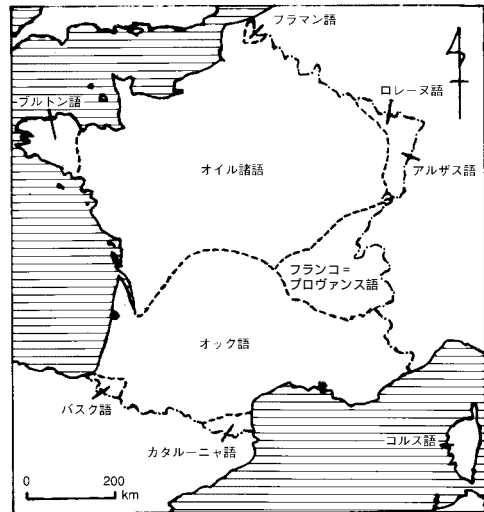 フラマン語
ロレーヌ語
ブルトン語
オイル諸語
アルザス語
フランコ＝
プロヴァンス語
オック語
バスク語
カタルーニャ語
コルス語
0 200
km